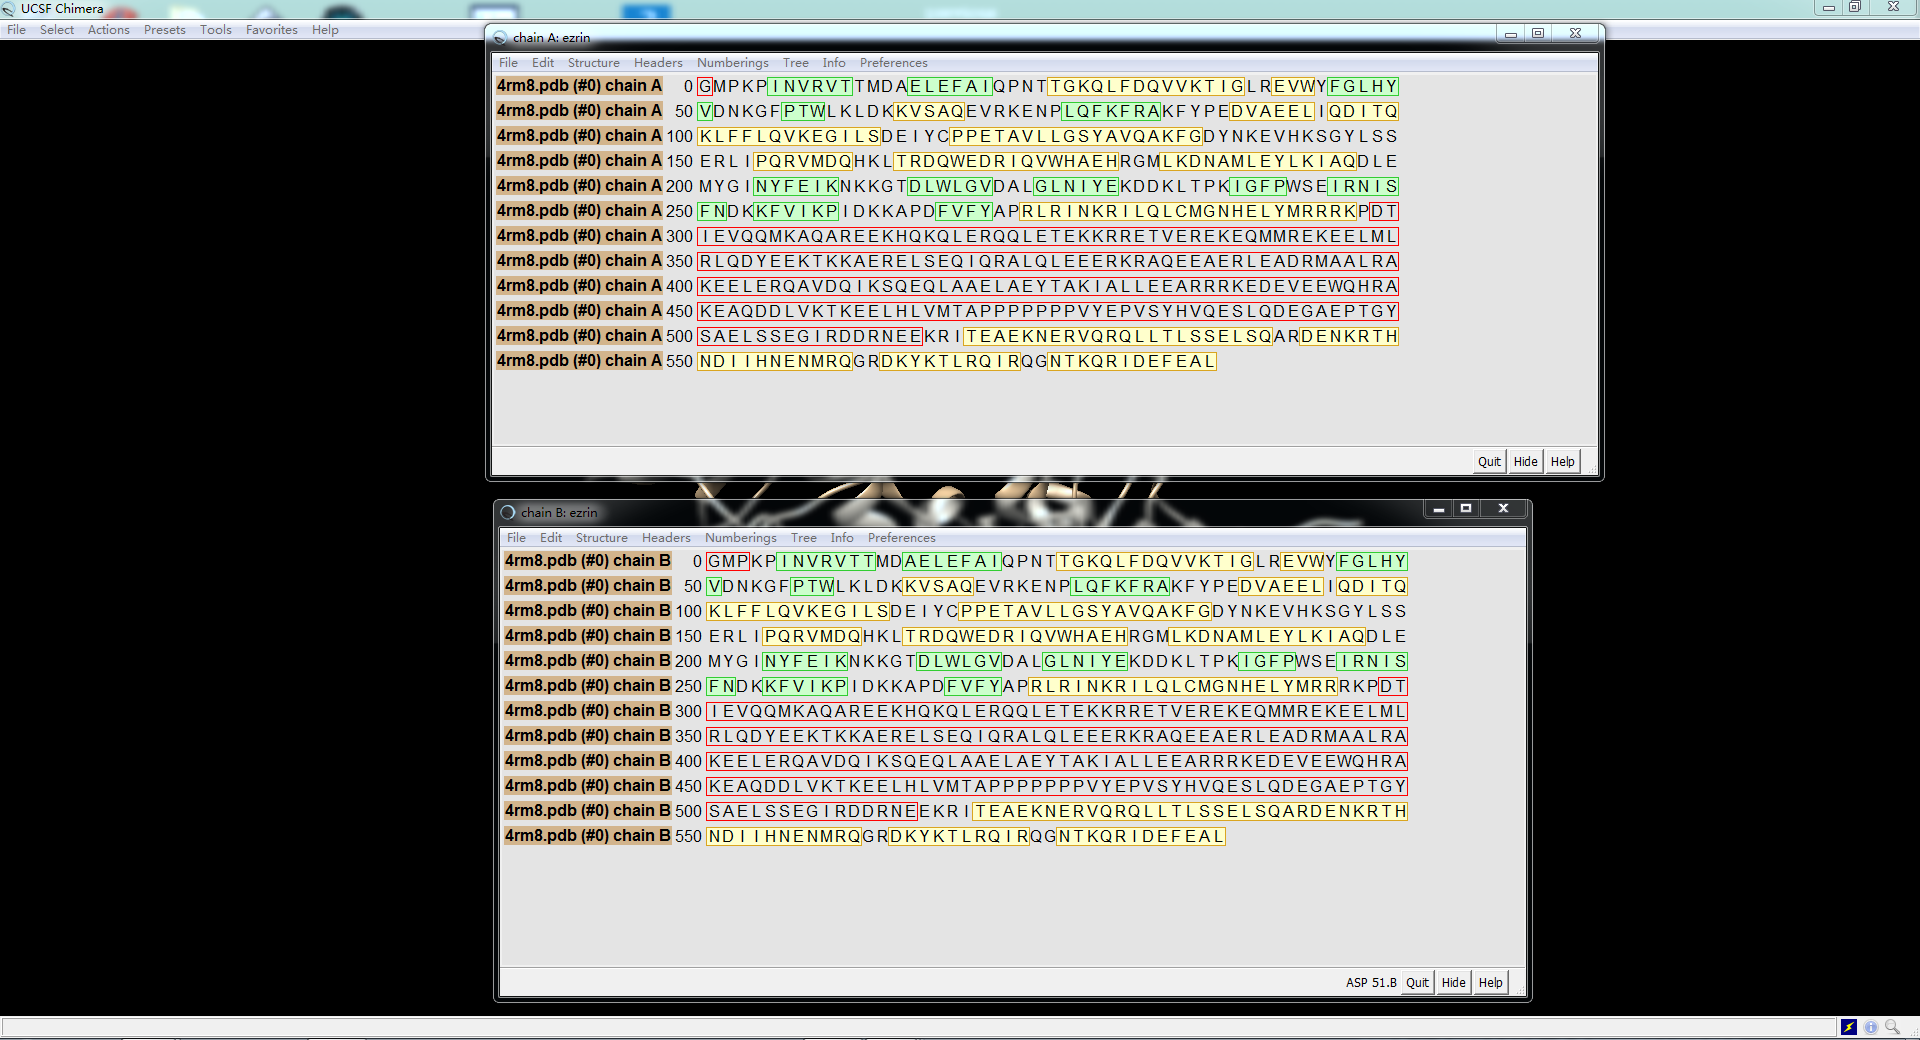 UCSF Chimera
File Select Actions Presets Tools Favorites Help
chain A: ezrin
File Edit Structure Headers Numberings Tree Info Preferences
4rm8.pdb (#0) chain A 0 GMPKPINVRVTTMDAELEFAIQPNTTGKQLFDQVVKTIGLREVWYFGLHY
4rm8.pdb (#0) chain A 50 VDNKGFPTWLKLDKKVSAQEVRKENPLQFKFRAKFYPEDVAEELIQDITQ
4rm8.pdb (#0) chain A 100 KLFFLQVKEGILSDEIYCPPETAVLLGSYAVQAKFGDYNKEVHKSGYLSS
4rm8.pdb (#0) chain A 150 ERLIPQRVMDQHKLTRDQWEDRIQVWHAEHRGMLKDNAMLEYLKIAQDLE
4rm8.pdb (#0) chain A 200 MYGINYFEIKNKKGTDLWLGVDALGLNIYEKDDKLTPKIGFPWSEIRNIS
4rm8.pdb (#0) chain A 250 FNDKKFVIKPIDKKAPDFVFYAPRLRINKRILQLCMGNHELYMRRRKPDT
4rm8.pdb (#0) chain A 300 IEVQQMKAQAREEKHQKQLERQQLETEKKRRETVEREKEQMMREKEELML
4rm8.pdb (#0) chain A 350 RLQDYEEKTKKAERELSEQIQRALQLEEERKRAQEEAERLEADRMAALRA
4rm8.pdb (#0) chain A 400 KEELERQAVDQIKSQEQLAAELAEYTAKIALLEEARRRKEDEVEEWQHRA
4rm8.pdb (#0) chain A 450 KEAQDDLVKTKEELHLVMTAPPPPPPPVYEPVSYHVQESLQDEGAEPTGY
4rm8.pdb (#0) chain A 500 SAELSSEGIRDDRNEEKRITEAEKNERVQRQLLTLSSELSQARDENKRTH
4rm8.pdb (#0) chain A 550 NDIIHNENMRQGRDKYKTLRQIRQGNTKQRIDEFEAL
Quit Hide Help
chain B: ezrin
File Edit Structure Headers Numberings Tree Info Preferences
4rm8.pdb (#0) chain B 0 GMPKPINVRVTTMDAELEFAIQPNTTGKQLFDQVVKTIGLREVWYFGLHY
4rm8.pdb (#0) chain B 50 VDNKGFPTWLKLDKKVSAQEVRKENPLQFKFRAKFYPEDVAEELIQDITQ
4rm8.pdb (#0) chain B 100 KLFFLQVKEGILSDEIYCPPETAVLLGSYAVQAKFGDYNKEVHKSGYLSS
4rm8.pdb (#0) chain B 150 ERLIPQRVMDQHKLTRDQWEDRIQVWHAEHRGMLKDNAMLEYLKIAQDLE
4rm8.pdb (#0) chain B 200 MYGINYFEIKNKKGTDLWLGVDALGLNIYEKDDKLTPKIGFPWSEIRNIS
4rm8.pdb (#0) chain B 250 FNDKKFVIKPIDKKAPDFVFYAPRLRINKRILQLCMGNHELYMRRRKPDT
4rm8.pdb (#0) chain B 300 IEVQQMKAQAREEKHQKQLERQQLETEKKRRETVEREKEQMMREKEELML
4rm8.pdb (#0) chain B 350 RLQDYEEKTKKAERELSEQIQRALQLEEERKRAQEEAERLEADRMAALRA
4rm8.pdb (#0) chain B 400 KEELERQAVDQIKSQEQLAAELAEYTAKIALLEEARRRKEDEVEEWQHRA
4rm8.pdb (#0) chain B 450 KEAQDDLVKTKEELHLVMTAPPPPPPPVYEPVSYHVQESLQDEGAEPTGY
4rm8.pdb (#0) chain B 500 SAELSSEGIRDDRNEEKRITEAEKNERVQRQLLTLSSELSQARDENKRTH
4rm8.pdb (#0) chain B 550 NDIIHNENMRQGRDKYKTLRQIRQGNTKQRIDEFEAL
ASP 51.B Quit Hide Help